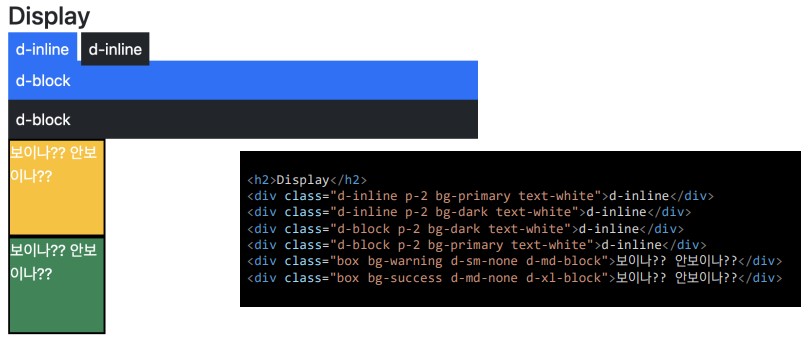 Display
d-inline d-inline
d-block
d-block
보이나?? 안보
이나??
보이나?? 안보
이나??
<h2>Display</h2>
<div class="d-inline p-2 bg-primary text-white">d-inline</div>
<div class="d-inline p-2 bg-dark text-white">d-inline</div>
<div class="d-block p-2 bg-dark text-white">d-inline</div>
<div class="d-block p-2 bg-primary text-white">d-inline</div>
<div class="box bg-warning d-sm-none d-md-block">보이나?? 안보이나??</div>
<div class="box bg-success d-md-none d-xl-block">보이나?? 안보이나??</div>